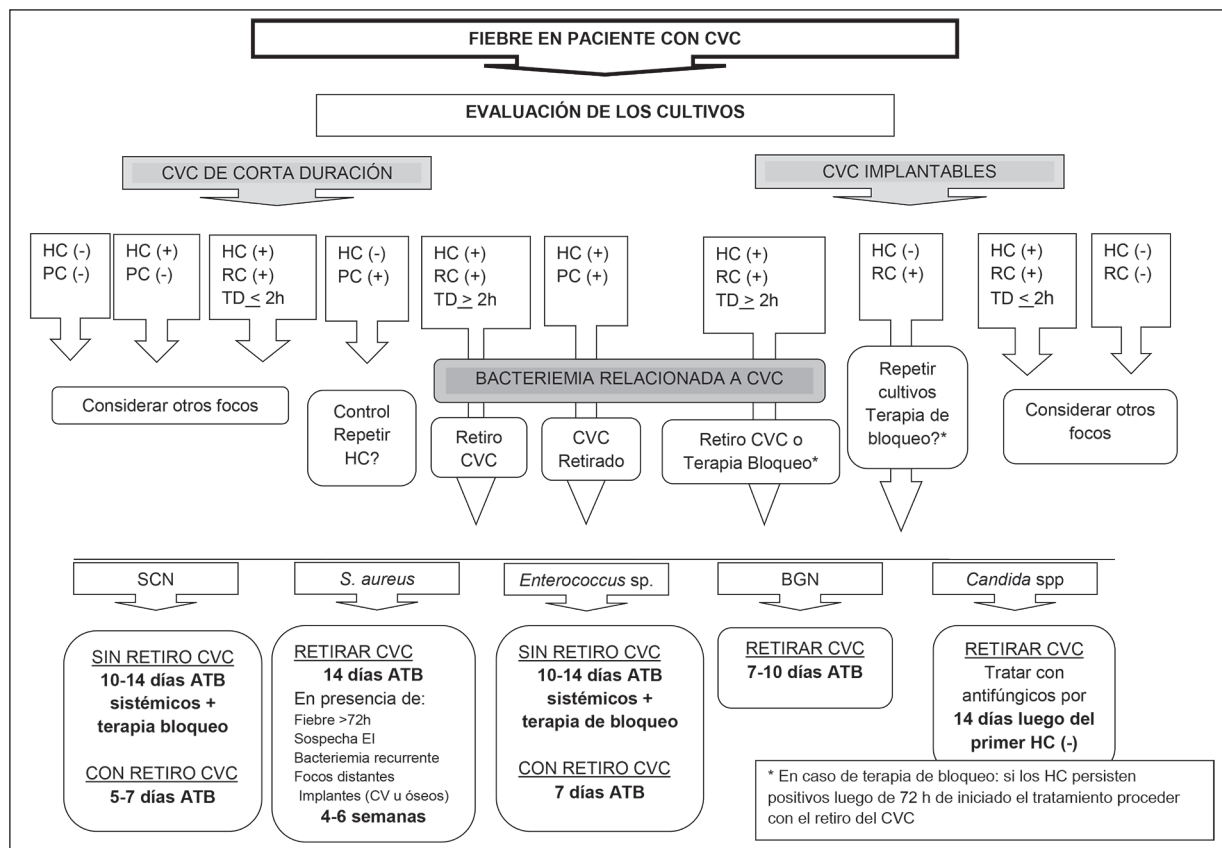 FIEBRE EN PACIENTE CON CVC
EVALUACIÓN DE LOS CULTIVOS
CVC DE CORTA DURACIÓN
CVC IMPLANTABLES
HC (-)
PC (-)
HC (+)
PC (-)
HC (+)
RC (+)
TD < 2h
HC (-)
PC (+)
HC (+)
RC (+)
TD > 2h
HC (+)
PC (+)
HC (+)
RC (+)
TD > 2h
HC (-)
RC (+)
HC (+)
RC (+)
TD < 2h
HC (-)
RC (-)
BACTERIEMIA RELACIONADA A CVC
Considerar otros focos
Control
Repetir
HC?
Retiro
CVC
CVC
Retirado
Retiro CVC o
Terapia Bloqueo*
Repetir
cultivos
Terapia de
bloqueo?*
Considerar otros
focos
SCN
SIN RETIRO CVC
10-14 días ATB
sistémicos +
terapia bloqueo
CON RETIRO CVC
5-7 días ATB
S. aureus
RETIRAR CVC
14 días ATB
En presencia de:
Fiebre >72h
Sospecha EI
Bacteriemia recurrente
Focos distantes
Implantes (CV u óseos)
4-6 semanas
Enterococcus sp.
SIN RETIRO CVC
10-14 días ATB
sistémicos +
terapia de bloqueo
CON RETIRO CVC
7 días ATB
BGN
RETIRAR CVC
7-10 días ATB
Candida spp
RETIRAR CVC
Tratar con
antifúngicos por
14 días luego del
primer HC (-)
* En caso de terapia de bloqueo: si los HC persisten
positivos luego de 72 h de iniciado el tratamiento proceder
con el retiro del CVC